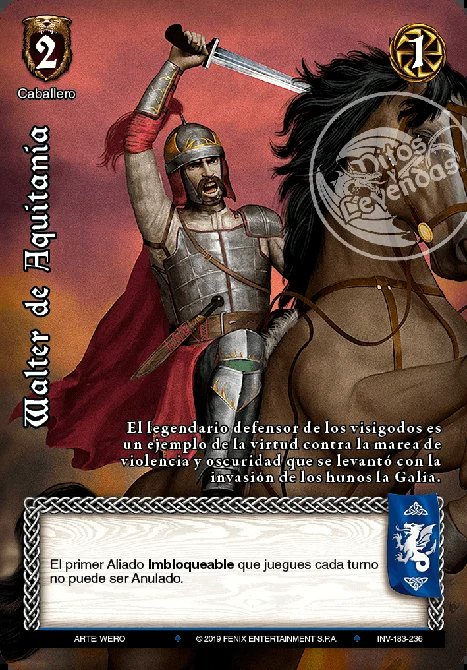 2
1
Caballero
Mitos y
Leyendas!
Walter de Aquitania
El legendario defensor de los visigodos es
un ejemplo de la virtud contra la marea de
violencia y oscuridad que se levantó con la
invasión de los hunos la Galia.
El primer Aliado Imbloqueable que juegues cada turno
no puede ser Anulado.
ARTE WERO
© 2019 FENIX ENTERTAINMENT S.P.A
INV-183-236